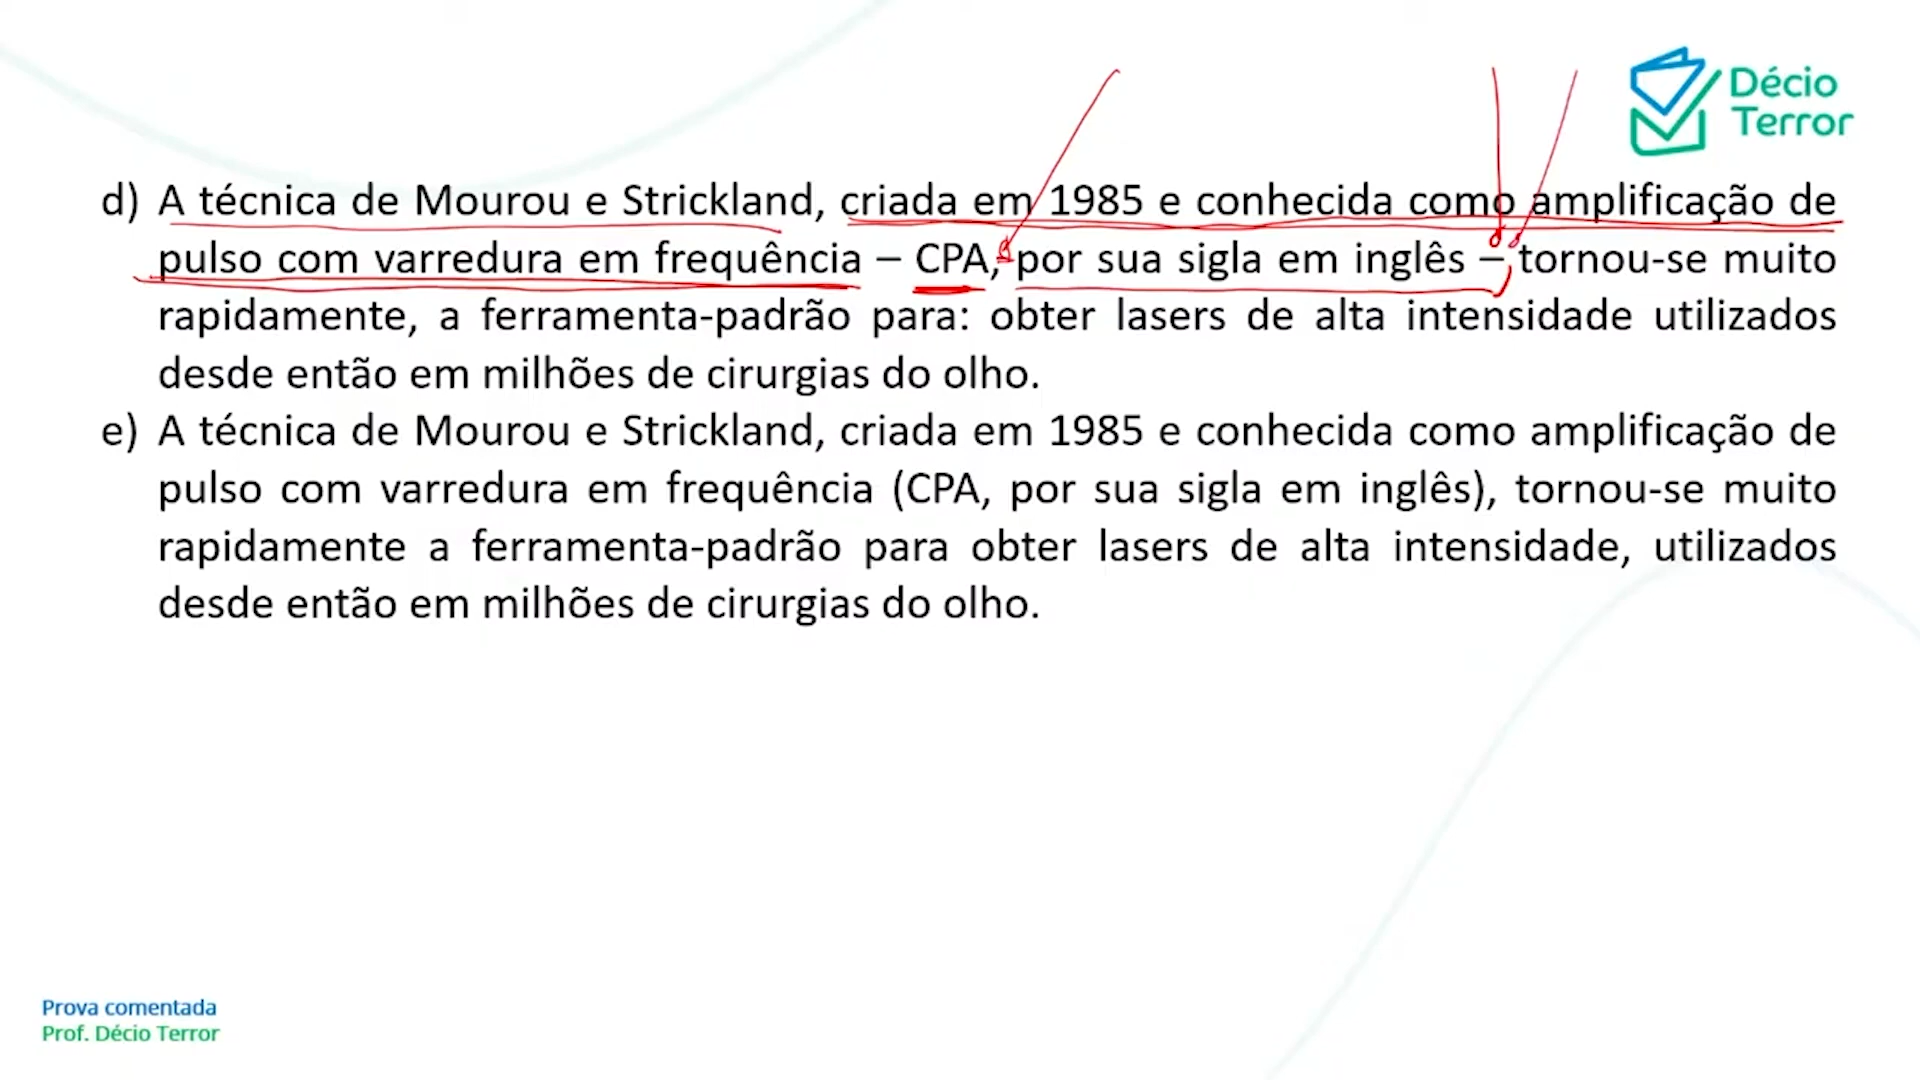 Décio
Terror
d) A técnica de Mourou e Strickland, criada em 1985 e conhecida como amplificação de
pulso com varredura em frequência – CPA, por sua sigla em inglês –, tornou-se muito
rapidamente, a ferramenta-padrão para: obter lasers de alta intensidade utilizados
desde então em milhões de cirurgias do olho.
e) A técnica de Mourou e Strickland, criada em 1985 e conhecida como amplificação de
pulso com varredura em frequência (CPA, por sua sigla em inglês), tornou-se muito
rapidamente a ferramenta-padrão para obter lasers de alta intensidade, utilizados
desde então em milhões de cirurgias do olho.
Prova comentada
Prof. Décio Terror